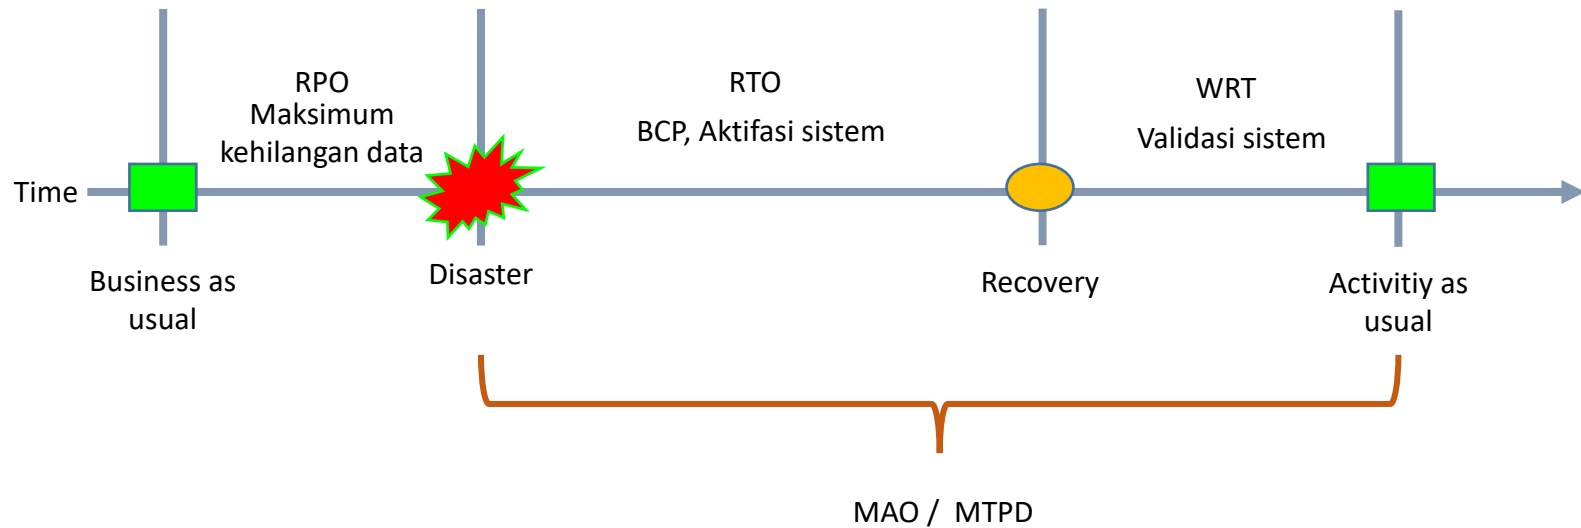 RPO
Maksimum
kehilangan data
RTO
BCP, Aktifasi sistem
WRT
Validasi sistem
Time
Business as
usual
Disaster
Recovery
Activitiy as
usual
MAO /  MTPD